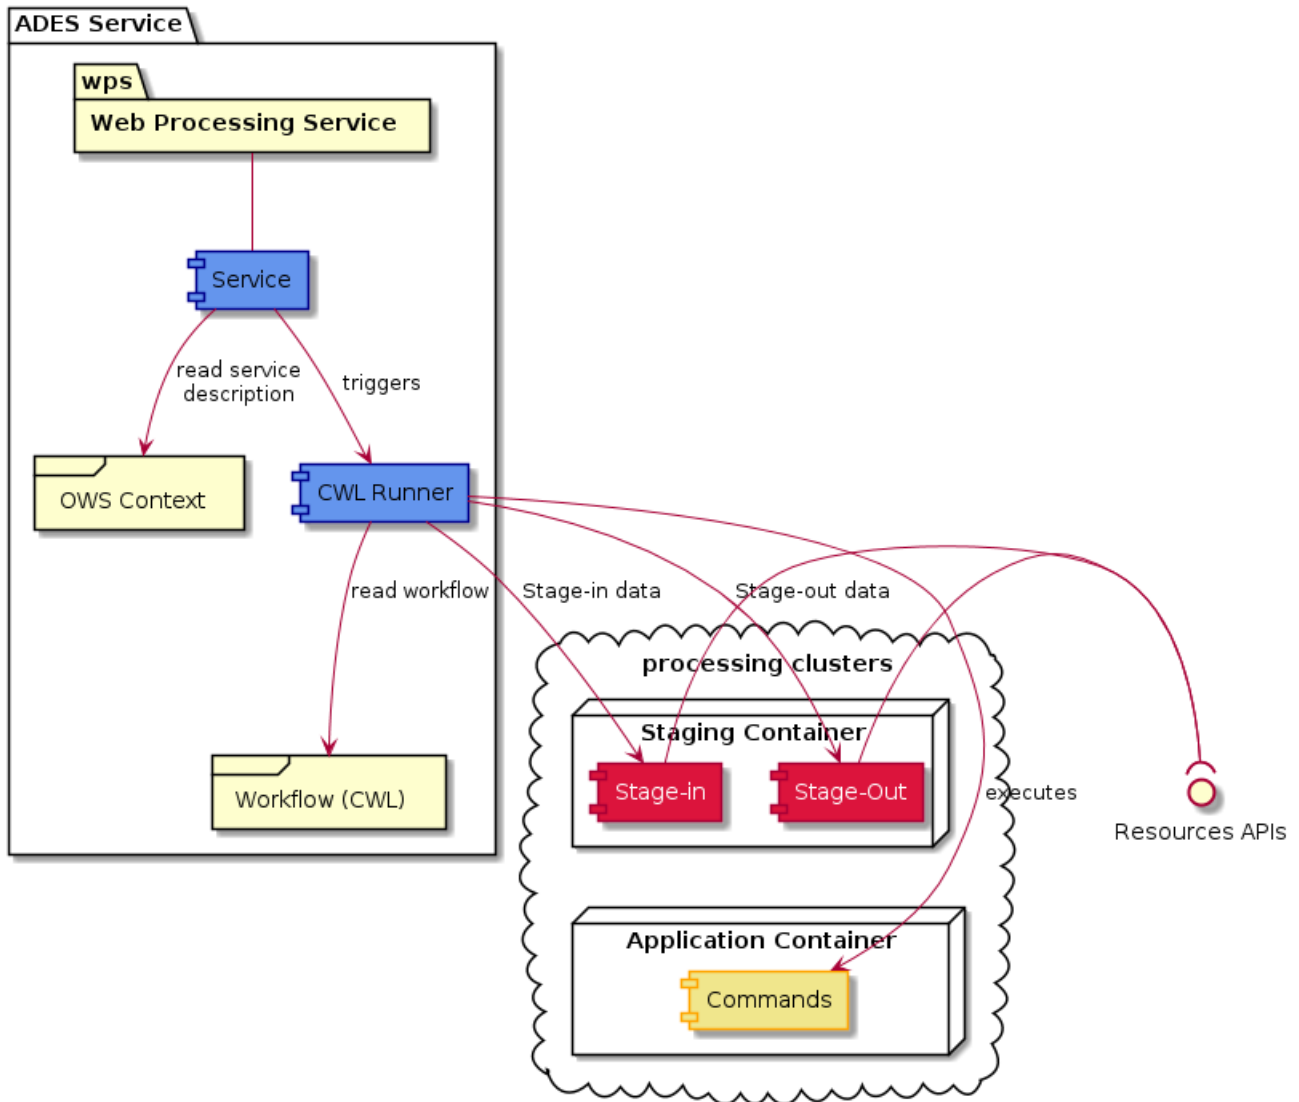 ADES Service
wps
Web Processing Service
Service
read service
description
triggers
OWS Context
CWL Runner
read workflow
Stage-in data
Stage-out data
processing clusters
Staging Container
Stage-in
Stage-Out
executes
Workflow (CWL)
Resources APIs
Application Container
Commands